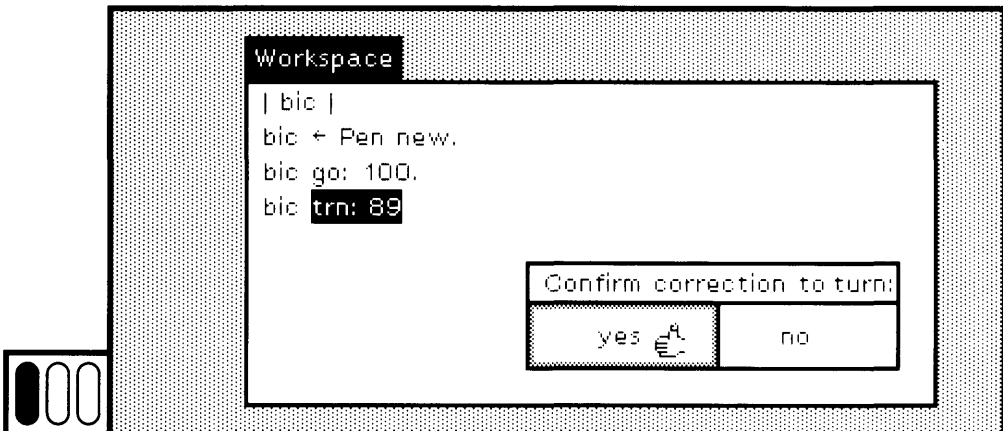 Workspace
| bic |
bic ← Pen new.
bic go: 100.
bic trn: 89
Confirm correction to turn:
yes
no